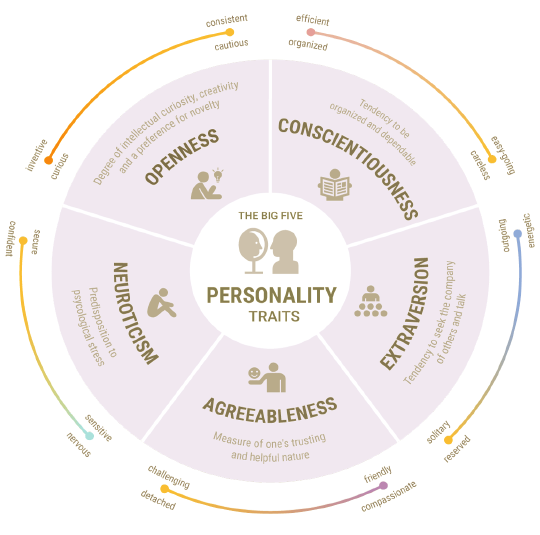 THE BIG FIVE
PERSONALITY
TRAITS
consistent
cautious
inventive
curious
Degree of intellectual curiosity, creativity
and a preference for novelty
OPENNESS
efficient
organized
easy-going
careless
Tendency to be
organized and dependable
CONSCIENTIOUSNESS
energetic
outgoing
solitary
reserved
EXTRAVERSION
Tendency to seek the company
of others and talk
friendly
compassionate
challenging
detached
AGREEABLENESS
Measure of one's trusting
and helpful nature
sensitive
nervous
confident
secure
NEUROTICISM
Predisposition to
psycological stress